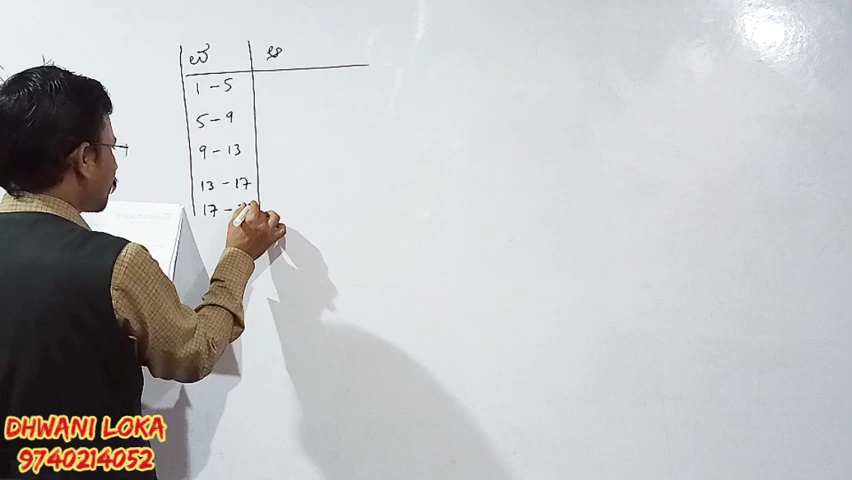 ವ ಆ
1 - 5
5 - 9
9 - 13
13 - 17
17 -
DHWANI LOKA
9740214052